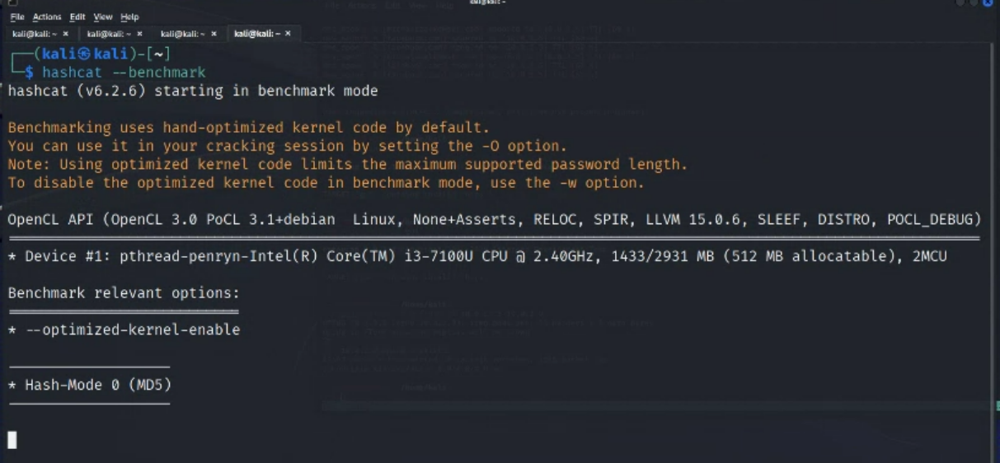 kali@kali: ~
File Actions Edit View Help
kali@kali: ~ × kali@kali: ~ × kali@kali: ~ × kali@kali: ~ ×
┌──(kali㉿kali)-[~]
└─$ hashcat --benchmark
hashcat (v6.2.6) starting in benchmark mode
Benchmarking uses hand-optimized kernel code by default.
You can use it in your cracking session by setting the -O option.
Note: Using optimized kernel code limits the maximum supported password length.
To disable the optimized kernel code in benchmark mode, use the -w option.
OpenCL API (OpenCL 3.0 PoCL 3.1+debian Linux, None+Asserts, RELOC, SPIR, LLVM 15.0.6, SLEEF, DISTRO, POCL_DEBUG)
* Device #1: pthread-penryn-Intel(R) Core(TM) i3-7100U CPU @ 2.40GHz, 1433/2931 MB (512 MB allocatable), 2MCU
Benchmark relevant options:
* --optimized-kernel-enable
* Hash-Mode 0 (MD5)